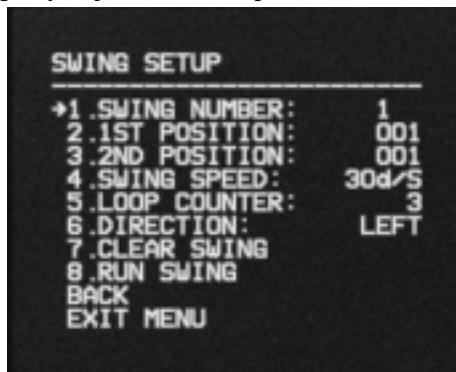 SWING SETUP
→1.SWING NUMBER: 1
2.1ST POSITION: 001
3.2ND POSITION: 001
4.SWING SPEED: 30d/S
5.LOOP COUNTER: 3
6.DIRECTION: LEFT
7.CLEAR SWING
8.RUN SWING
BACK
EXIT MENU